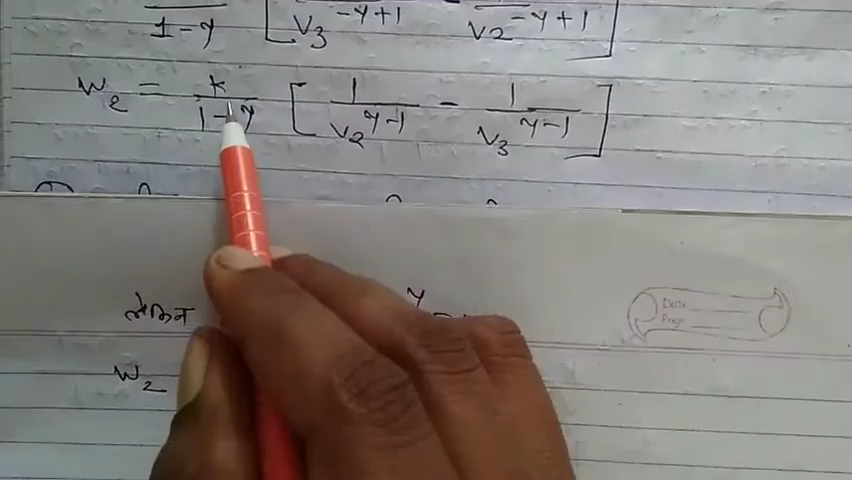 1-γ [ V₃^-γ+1 - V₂^-γ+1 ]
W₂ = K/1-γ [ 1/V₂^γ-1 - 1/V₃^γ-1 ]
लेकिन γ
Date
Page
W₂